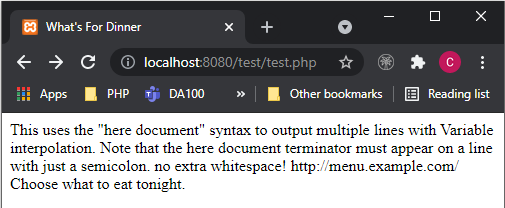 What's For Dinner
localhost:8080/test/test.php
C
Apps
PHP
DA100
»
Other bookmarks
Reading list
This uses the "here document" syntax to output multiple lines with Variable
interpolation. Note that the here document terminator must appear on a line
with just a semicolon. no extra whitespace! http://menu.example.com/
Choose what to eat tonight.